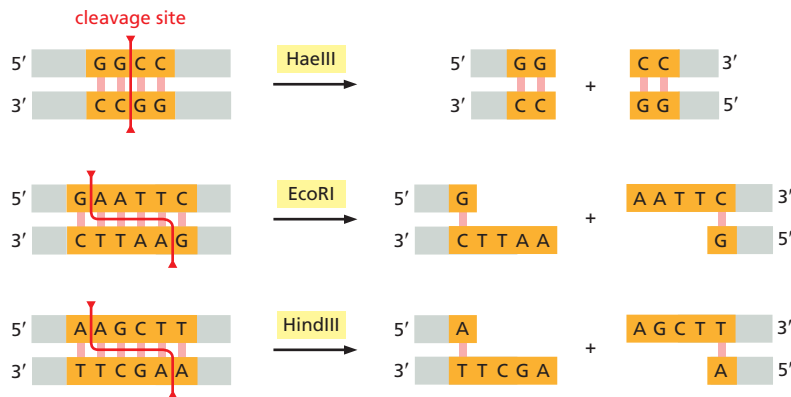 cleavage site
5′ G G C C HaeIII 5′ G G + C C 3′
3′ C C G G 3′ C C G G 5′
5′ G A A T T C EcoRI 5′ G + A A T T C 3′
3′ C T T A A G 3′ C T T A A G 5′
5′ A A G C T T HindIII 5′ A + A G C T T 3′
3′ T T C G A A 3′ T T C G A A 5′